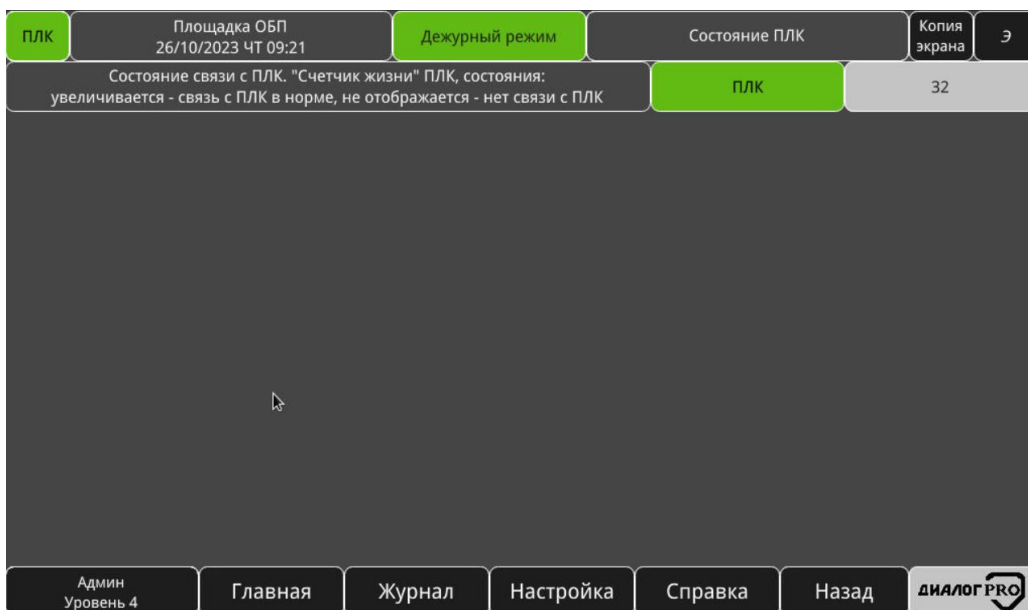 ПЛК
Площадка ОБП
26/10/2023 ЧТ 09:21
Дежурный режим
Состояние ПЛК
Копия
экрана
Э
Состояние связи с ПЛК. "Счетчик жизни" ПЛК, состояния:
увеличивается - связь с ПЛК в норме, не отображается - нет связи с ПЛК
ПЛК
32
Админ
Уровень 4
Главная
Журнал
Настройка
Справка
Назад
ДИАЛОГ PRO